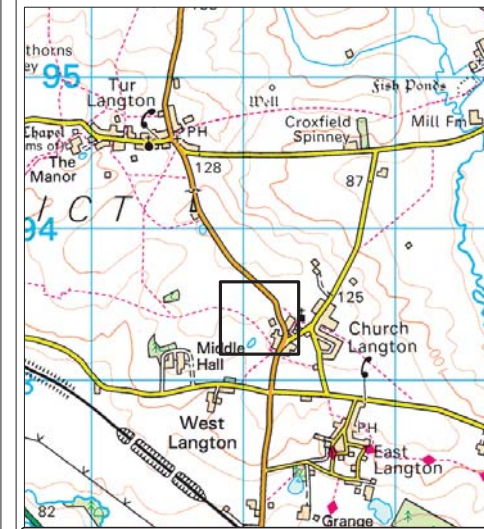 thorns
ey
95
Tur
Langton
Well
Fish Ponds
Croxfield
Spinney
Mill Fm
Chapel
PH
The
Manor
128
87
I C T
94
125
Church
Langton
Middle
Hall
West
Langton
PH
East
Langton
82
Grange